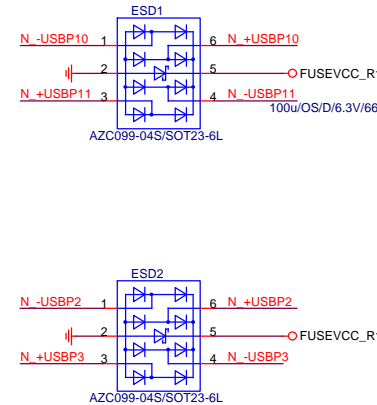 ESD1
N_-USBP10 1 6 N_+USBP10
2 5 FUSEVCC_R
N_+USBP11 3 4 N_-USBP11
100u/OS/D/6.3V/66
AZC099-04S/SOT23-6L
ESD2
N_-USBP2 1 6 N_+USBP2
2 5 FUSEVCC_R
N_+USBP3 3 4 N_-USBP3
AZC099-04S/SOT23-6L